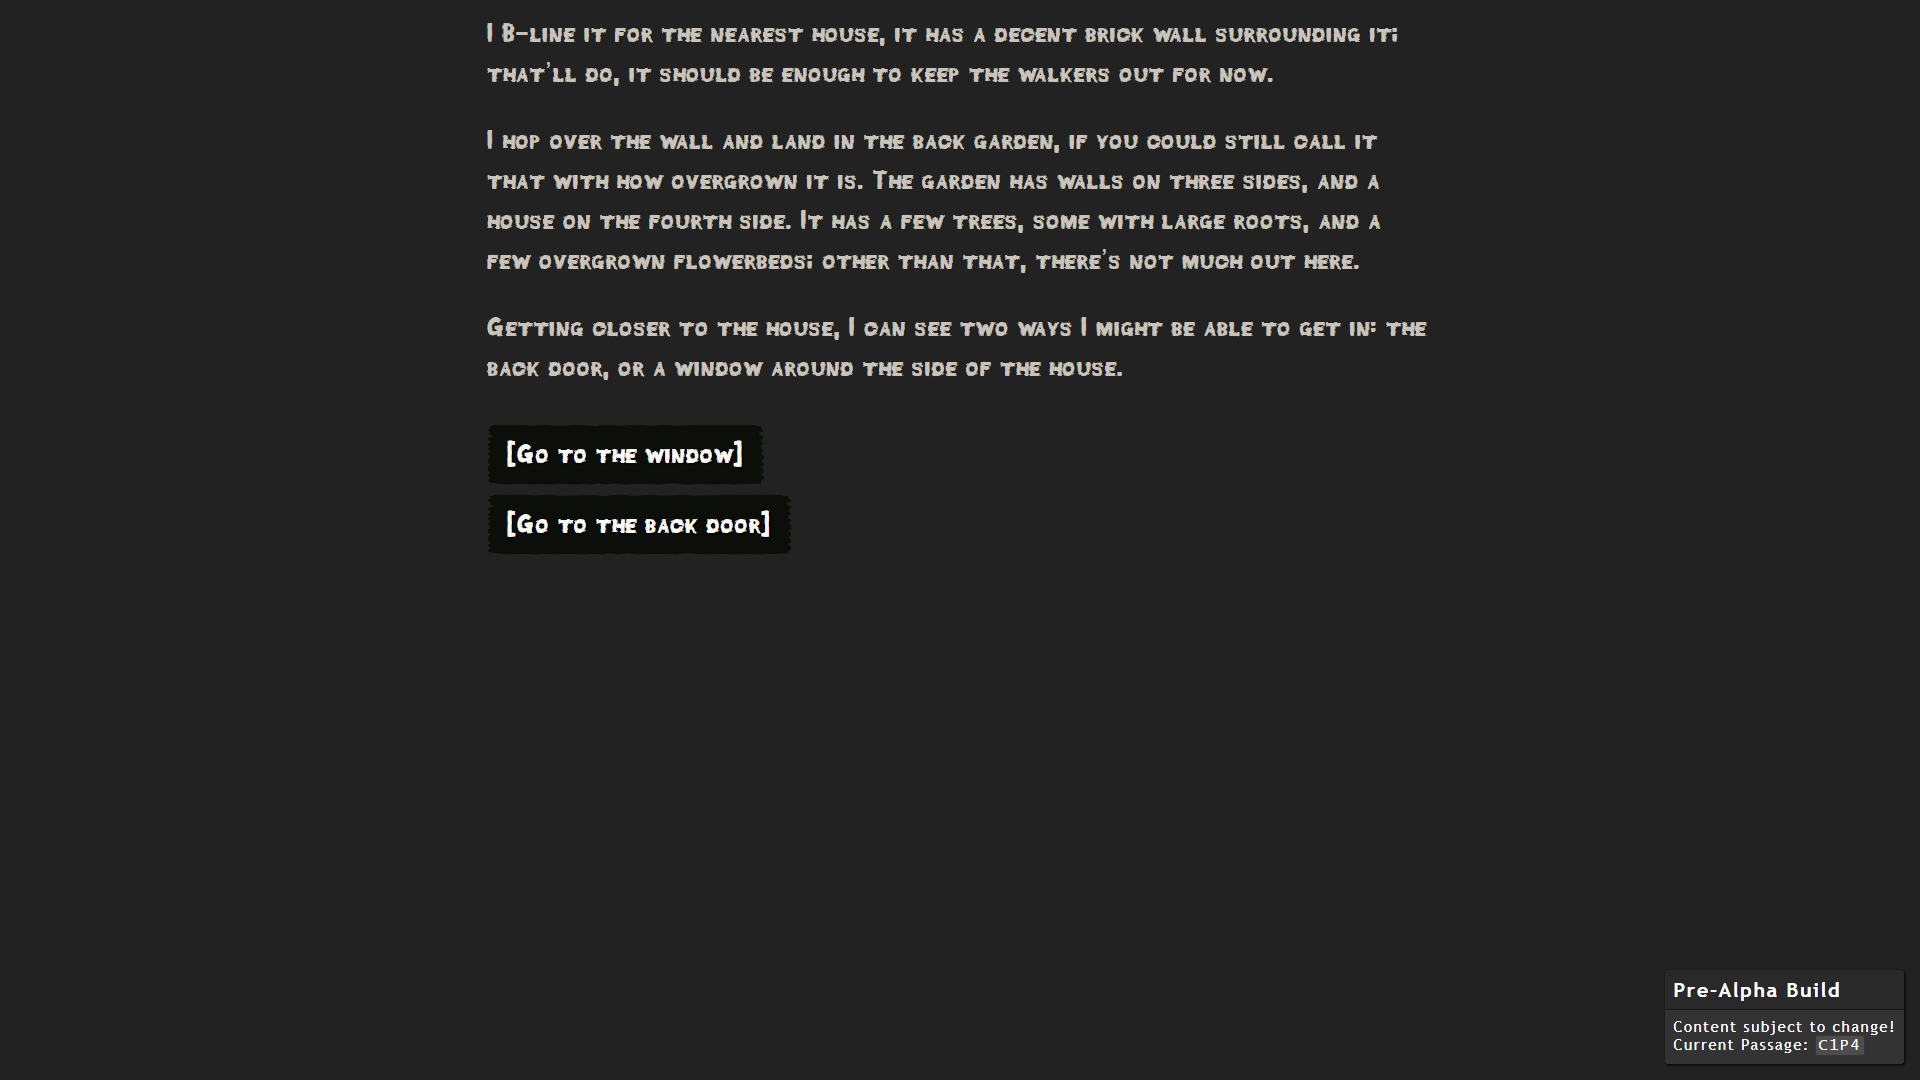 I B-line it for the nearest house, it has a decent brick wall surrounding it;
that'll do, it should be enough to keep the walkers out for now.
I hop over the wall and land in the back garden, if you could still call it
that with how overgrown it is. The garden has walls on three sides, and a
house on the fourth side. It has a few trees, some with large roots, and a
few overgrown flowerbeds; other than that, there's not much out here.
Getting closer to the house, I can see two ways I might be able to get in: the
back door, or a window around the side of the house.
[Go to the window]
[Go to the back door]
Pre-Alpha Build
Content subject to change!
Current Passage: C1P4